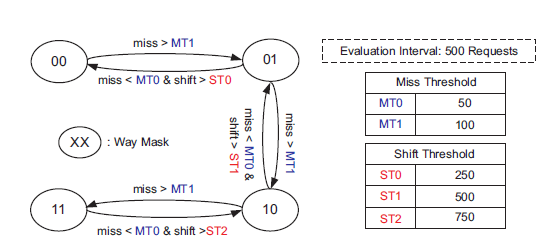 miss > MT1
00
01
miss < MT0 & shift > ST0
miss < MT0 &
shift > ST1
miss > MT1
XX : Way Mask
miss > MT1
11
10
miss < MT0 & shift >ST2
Evaluation Interval: 500 Requests
Miss Threshold
MT0 50
MT1 100
Shift Threshold
ST0 250
ST1 500
ST2 750